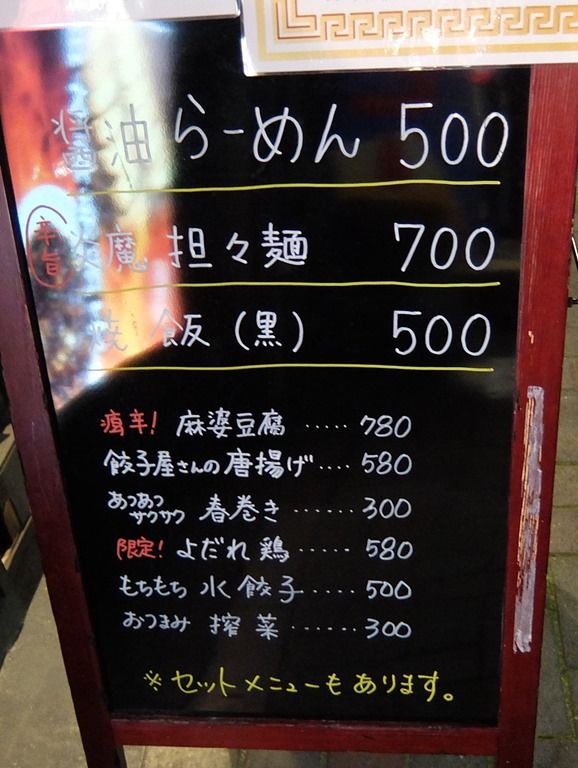 醤油らーめん 500
辛旨 炎魔 担々麺 700
焼飯(黒) 500
痺辛! 麻婆豆腐 ····· 780
餃子屋さんの唐揚げ···· 580
あつあつサクサク 春巻き ····· 300
限定! よだれ鶏 ······ 580
もちもち 水餃子 ····· 500
おつまみ 搾菜 ······· 300
※セットメニューもあります。